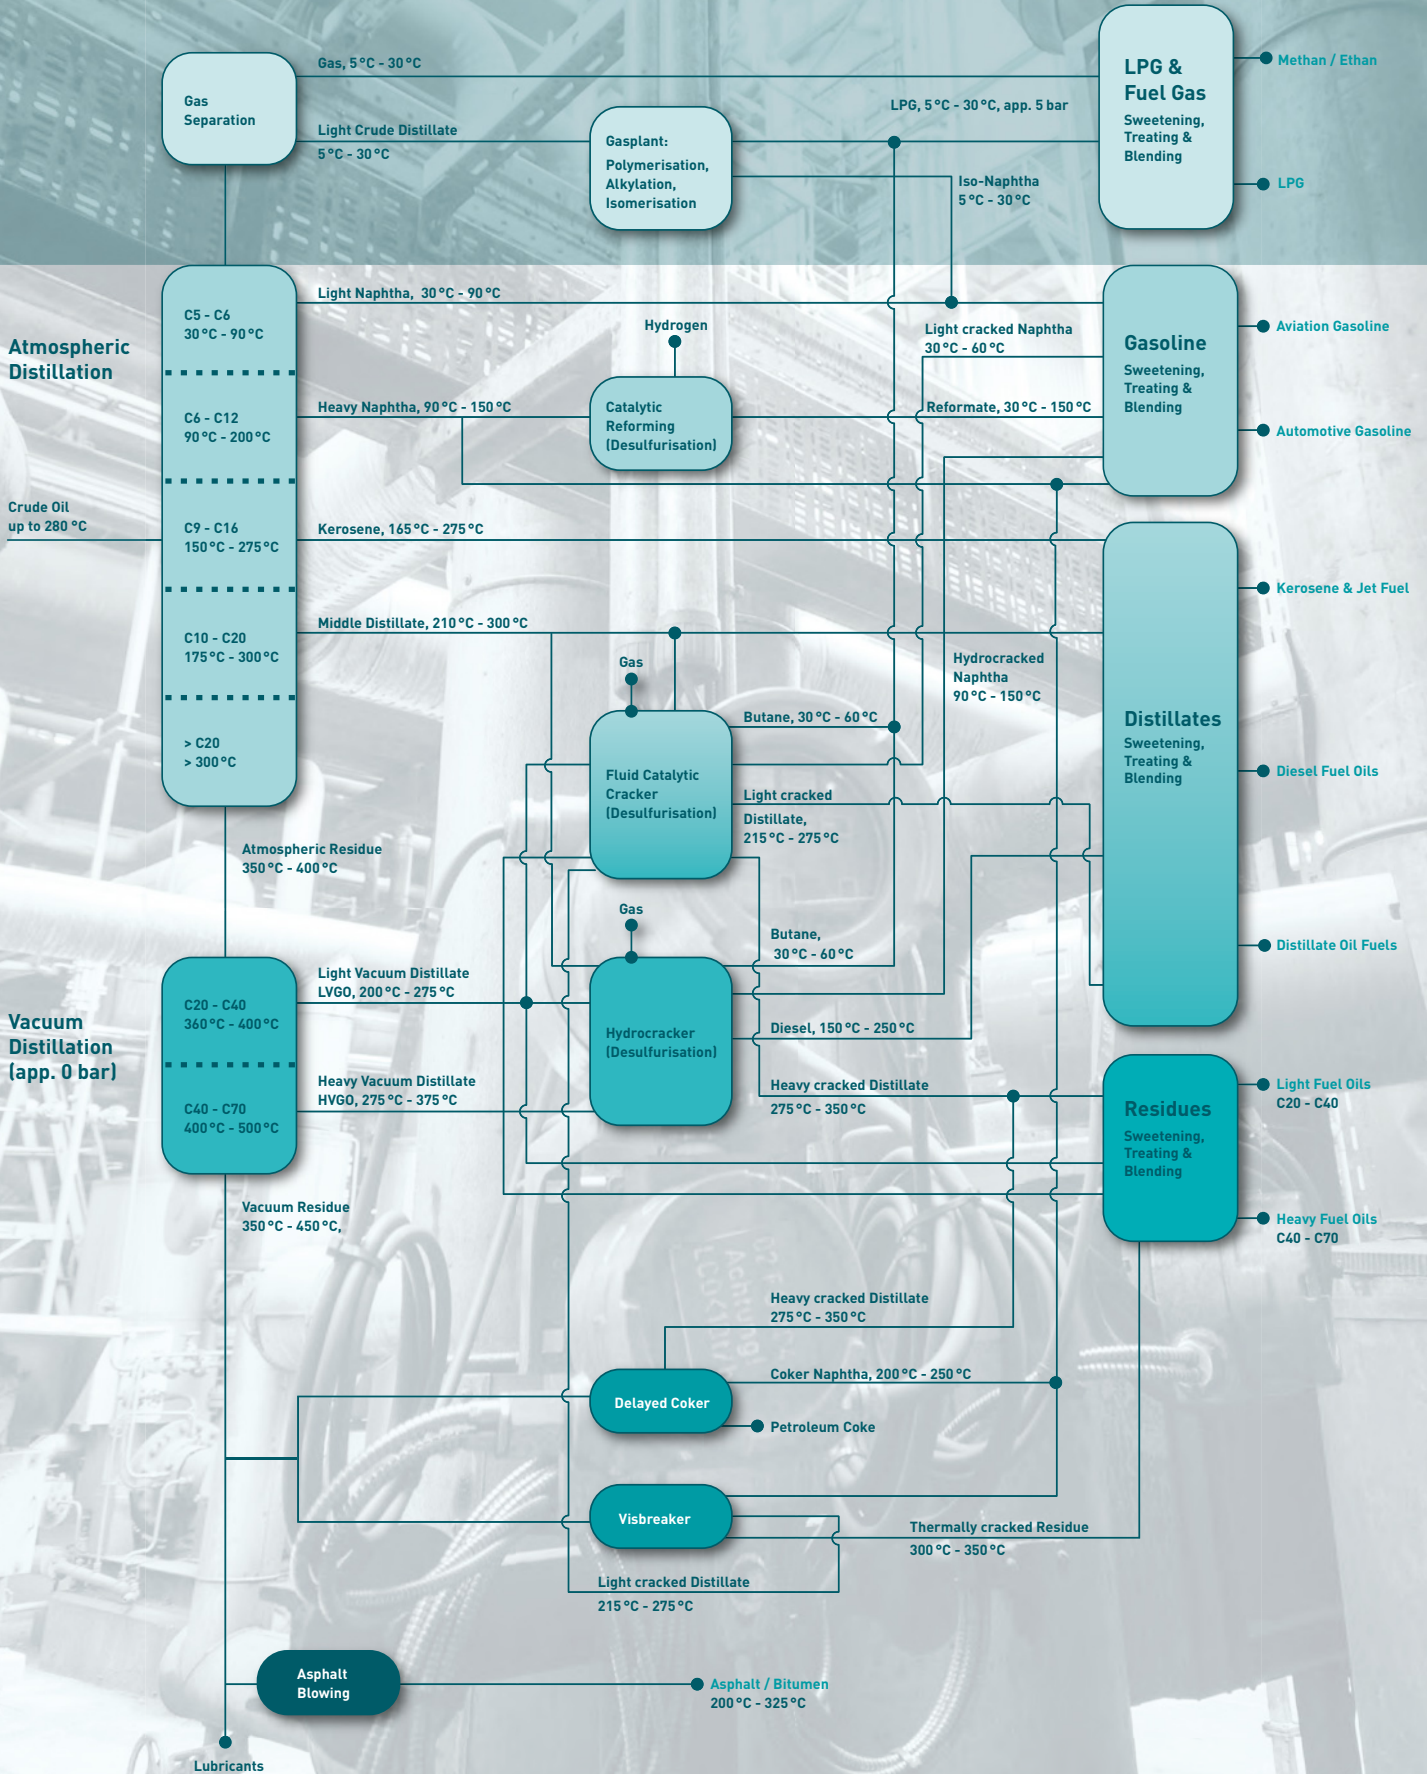 Gas, 5 °C - 30 °C
Gas
Separation
Light Crude Distillate
5 °C - 30 °C
Gasplant:
Polymerisation,
Alkylation,
Isomerisation
LPG, 5 °C - 30 °C, app. 5 bar
Iso-Naphtha
5 °C - 30 °C
LPG &
Fuel Gas
Sweetening,
Treating &
Blending
Methan / Ethan
LPG
Atmospheric
Distillation
C5 - C6
30 °C - 90 °C
C6 - C12
90 °C - 200 °C
C9 - C16
150 °C - 275 °C
C10 - C20
175 °C - 300 °C
> C20
> 300 °C
Crude Oil
up to 280 °C
Light Naphtha,  30 °C - 90 °C
Hydrogen
Light cracked Naphtha
30 °C - 60 °C
Heavy Naphtha, 90 °C - 150 °C
Catalytic
Reforming
(Desulfurisation)
Reformate, 30 °C - 150 °C
Gasoline
Sweetening,
Treating &
Blending
Aviation Gasoline
Automotive Gasoline
Kerosene, 165 °C - 275 °C
Middle Distillate, 210 °C - 300 °C
Gas
Hydrocracked
Naphtha
90 °C - 150 °C
Butane, 30 °C - 60 °C
Fluid Catalytic
Cracker
(Desulfurisation)
Light cracked
Distillate,
215 °C - 275 °C
Distillates
Sweetening,
Treating &
Blending
Kerosene & Jet Fuel
Diesel Fuel Oils
Distillate Oil Fuels
Atmospheric Residue
350 °C - 400 °C
Gas
Butane,
30 °C - 60 °C
Vacuum
Distillation
(app. 0 bar)
C20 - C40
360 °C - 400 °C
C40 - C70
400 °C - 500 °C
Light Vacuum Distillate
LVGO, 200 °C - 275 °C
Heavy Vacuum Distillate
HVGO, 275 °C - 375 °C
Hydrocracker
(Desulfurisation)
Diesel, 150 °C - 250 °C
Heavy cracked Distillate
275 °C - 350 °C
Residues
Sweetening,
Treating &
Blending
Light Fuel Oils
C20 - C40
Heavy Fuel Oils
C40 - C70
Vacuum Residue
350 °C - 450 °C,
Achtung!
Heavy cracked Distillate
275 °C - 350 °C
Delayed Coker
Coker Naphtha, 200 °C - 250 °C
Petroleum Coke
Visbreaker
Thermally cracked Residue
300 °C - 350 °C
Light cracked Distillate
215 °C - 275 °C
Asphalt
Blowing
Asphalt / Bitumen
200 °C - 325 °C
Lubricants